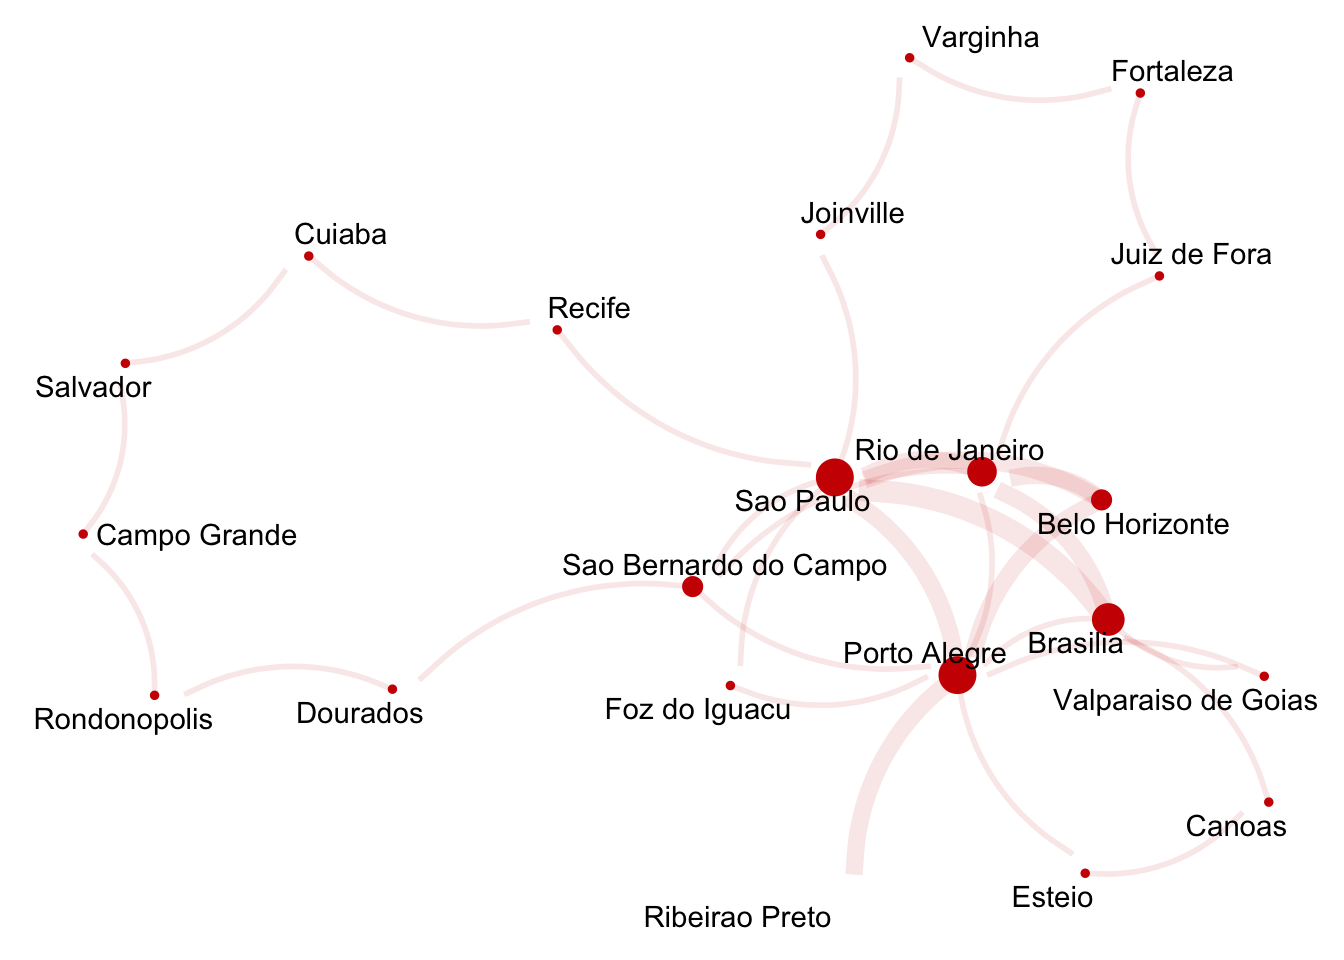 Varginha
Fortaleza
Joinville
Cuiaba
Juiz de Fora
Recife
Salvador
Rio de Janeiro
Sao Paulo
Belo Horizonte
Campo Grande
Sao Bernardo do Campo
Brasilia
Porto Alegre
Valparaiso de Goias
Foz do Iguacu
Dourados
Rondonopolis
Canoas
Esteio
Ribeirao Preto